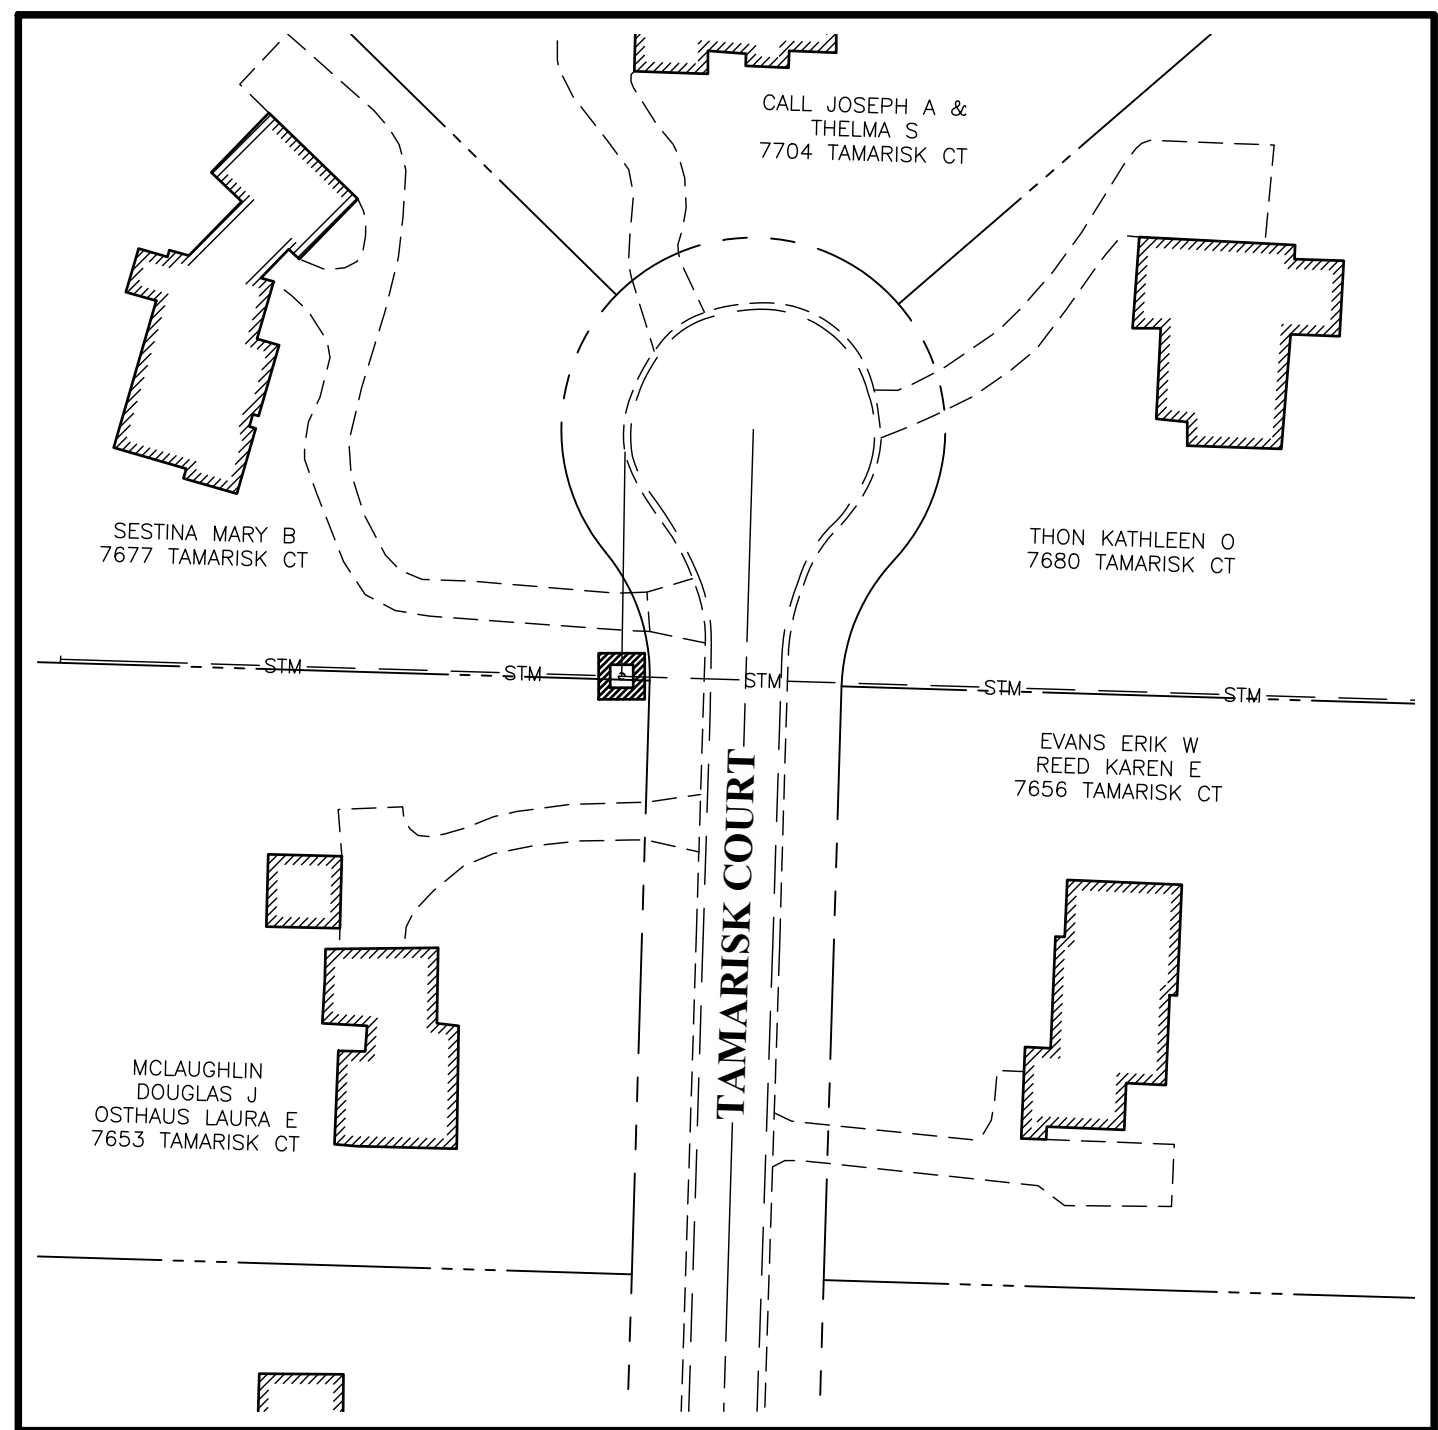 CALL JOSEPH A &
THELMA S
7704 TAMARISK CT
SESTINA MARY B
7677 TAMARISK CT
THON KATHLEEN O
7680 TAMARISK CT
STM
STM
STM
STM
STM
EVANS ERIK W
REED KAREN E
7656 TAMARISK CT
TAMARISK COURT
MCLAUGHLIN
DOUGLAS J
OSTHAUS LAURA E
7653 TAMARISK CT